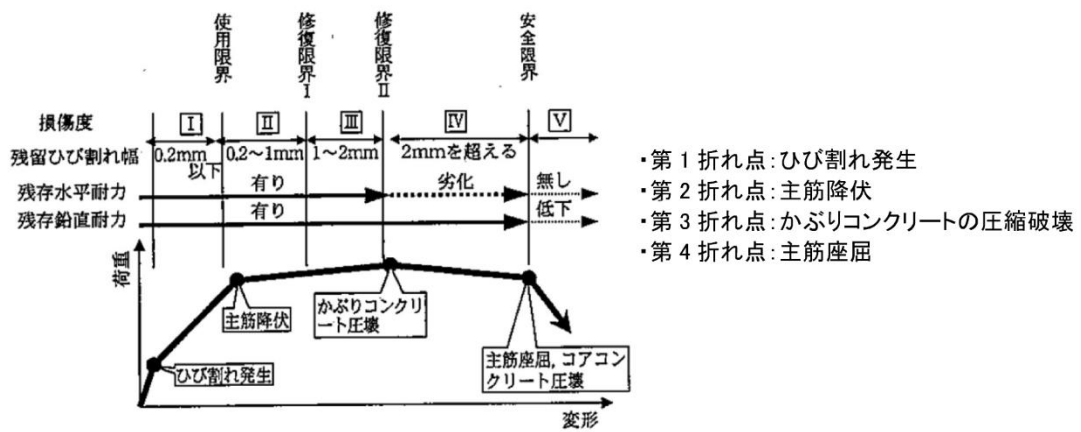 使用限界
修復限界Ⅰ
修復限界Ⅱ
安全限界
損傷度
Ⅰ
Ⅱ
Ⅲ
Ⅳ
Ⅴ
残留ひび割れ幅
0.2mm
以下
0.2～1mm
1～2mm
2mmを超える
残存水平耐力
有り
劣化
無し
残存鉛直耐力
有り
低下
荷重
ひび割れ発生
主筋降伏
かぶりコンクリ
ート圧壊
主筋座屈,コアコン
クリート圧壊
変形
・第1折れ点:ひび割れ発生
・第2折れ点:主筋降伏
・第3折れ点:かぶりコンクリートの圧縮破壊
・第4折れ点:主筋座屈